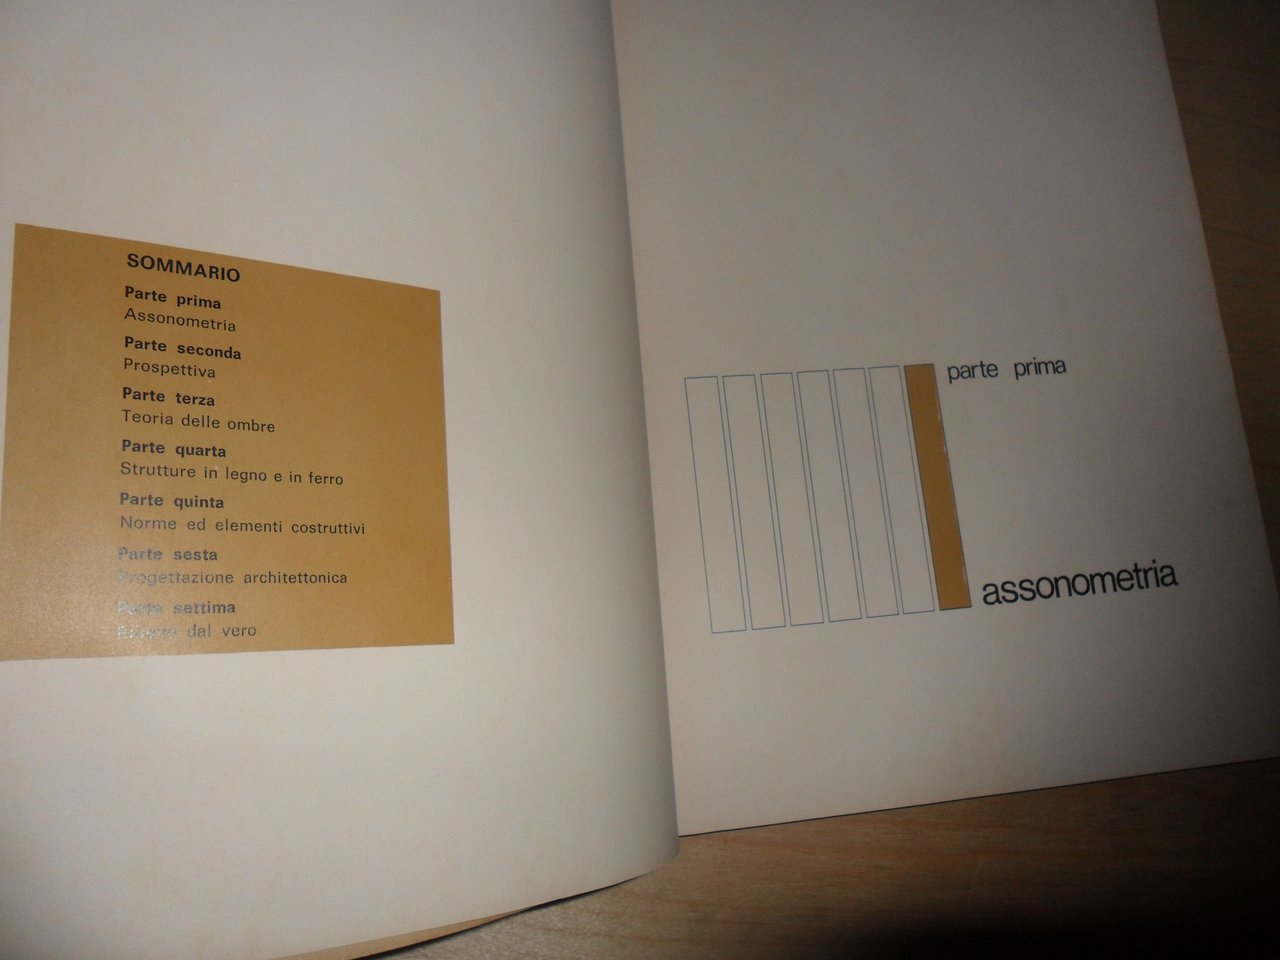 SOMMARIO
Parte prima
Assonometria
Parte seconda
Prospettiva
Parte terza
Teoria delle ombre
Parte quarta
Strutture in legno e in ferro
Parte quinta
Norme ed elementi costruttivi
Parte sesta
Progettazione architettonica
Parte settima
Rilievo dal vero
parte prima
assonometria